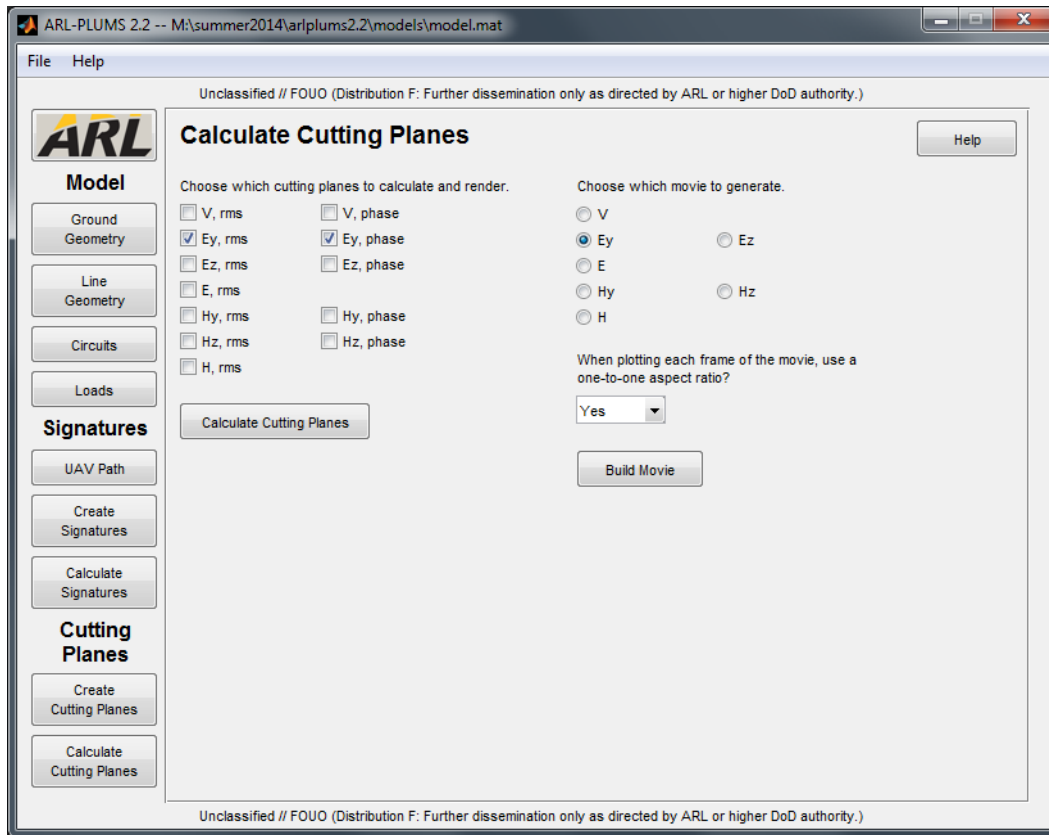 ARL-PLUMS 2.2 -- M:\summer2014\arlplums2.2\models\model.mat
File Help
Unclassified // FOUO (Distribution F: Further dissemination only as directed by ARL or higher DoD authority.)
ARL
Model
Ground
Geometry
Line
Geometry
Circuits
Loads
Signatures
UAV Path
Create
Signatures
Calculate
Signatures
Cutting
Planes
Create
Cutting Planes
Calculate
Cutting Planes
Calculate Cutting Planes
Help
Choose which cutting planes to calculate and render.
V, rms V, phase
Ey, rms Ey, phase
Ez, rms Ez, phase
E, rms
Hy, rms Hy, phase
Hz, rms Hz, phase
H, rms
Calculate Cutting Planes
Choose which movie to generate.
V
Ey Ez
E
Hy Hz
H
When plotting each frame of the movie, use a
one-to-one aspect ratio?
Yes
Build Movie
Unclassified // FOUO (Distribution F: Further dissemination only as directed by ARL or higher DoD authority.)